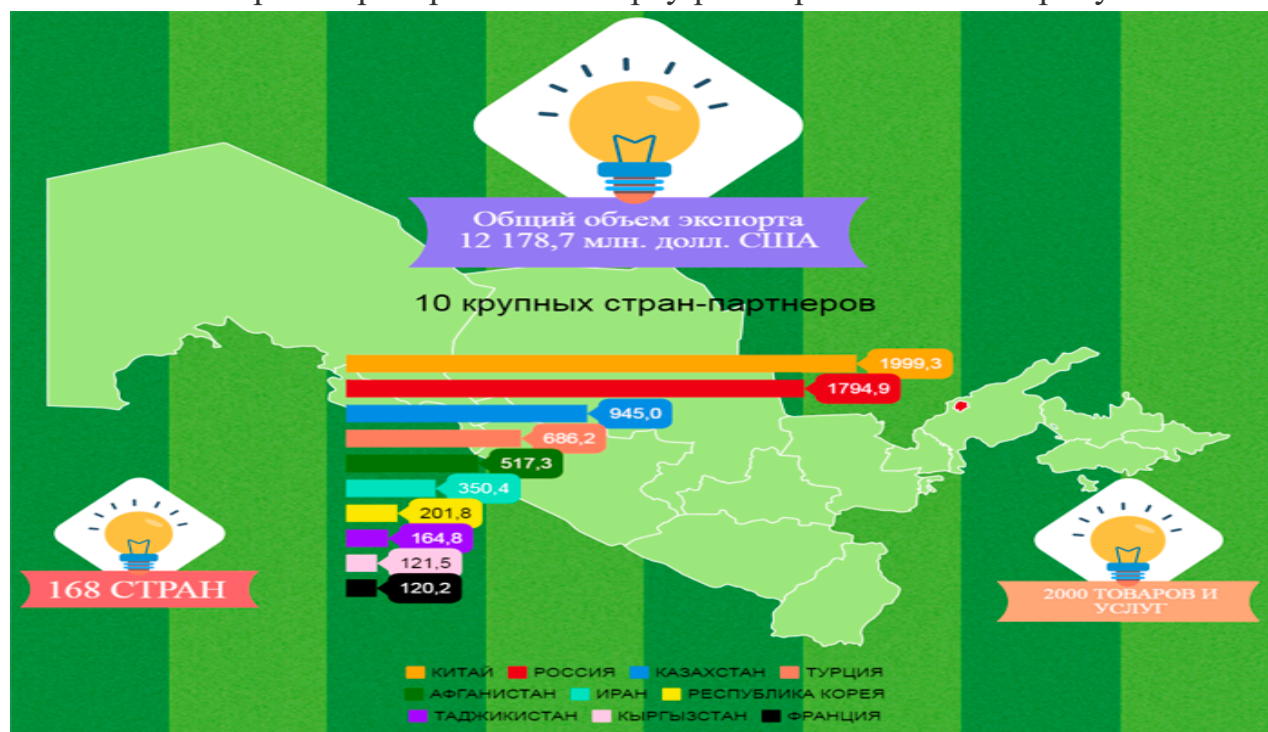 Общий объем экспорта
12 178,7 млн. долл. США
10 крупных стран-партнеров
1999,3
1794,9
945,0
686,2
517,3
350,4
201,8
164,8
121,5
120,2
168 СТРАН
2000 ТОВАРОВ И
УСЛУГ
КИТАЙ РОССИЯ КАЗАХСТАН ТУРЦИЯ
АФГАНИСТАН ИРАН РЕСПУБЛИКА КОРЕЯ
ТАДЖИКИСТАН КЫРГЫЗСТАН ФРАНЦИЯ